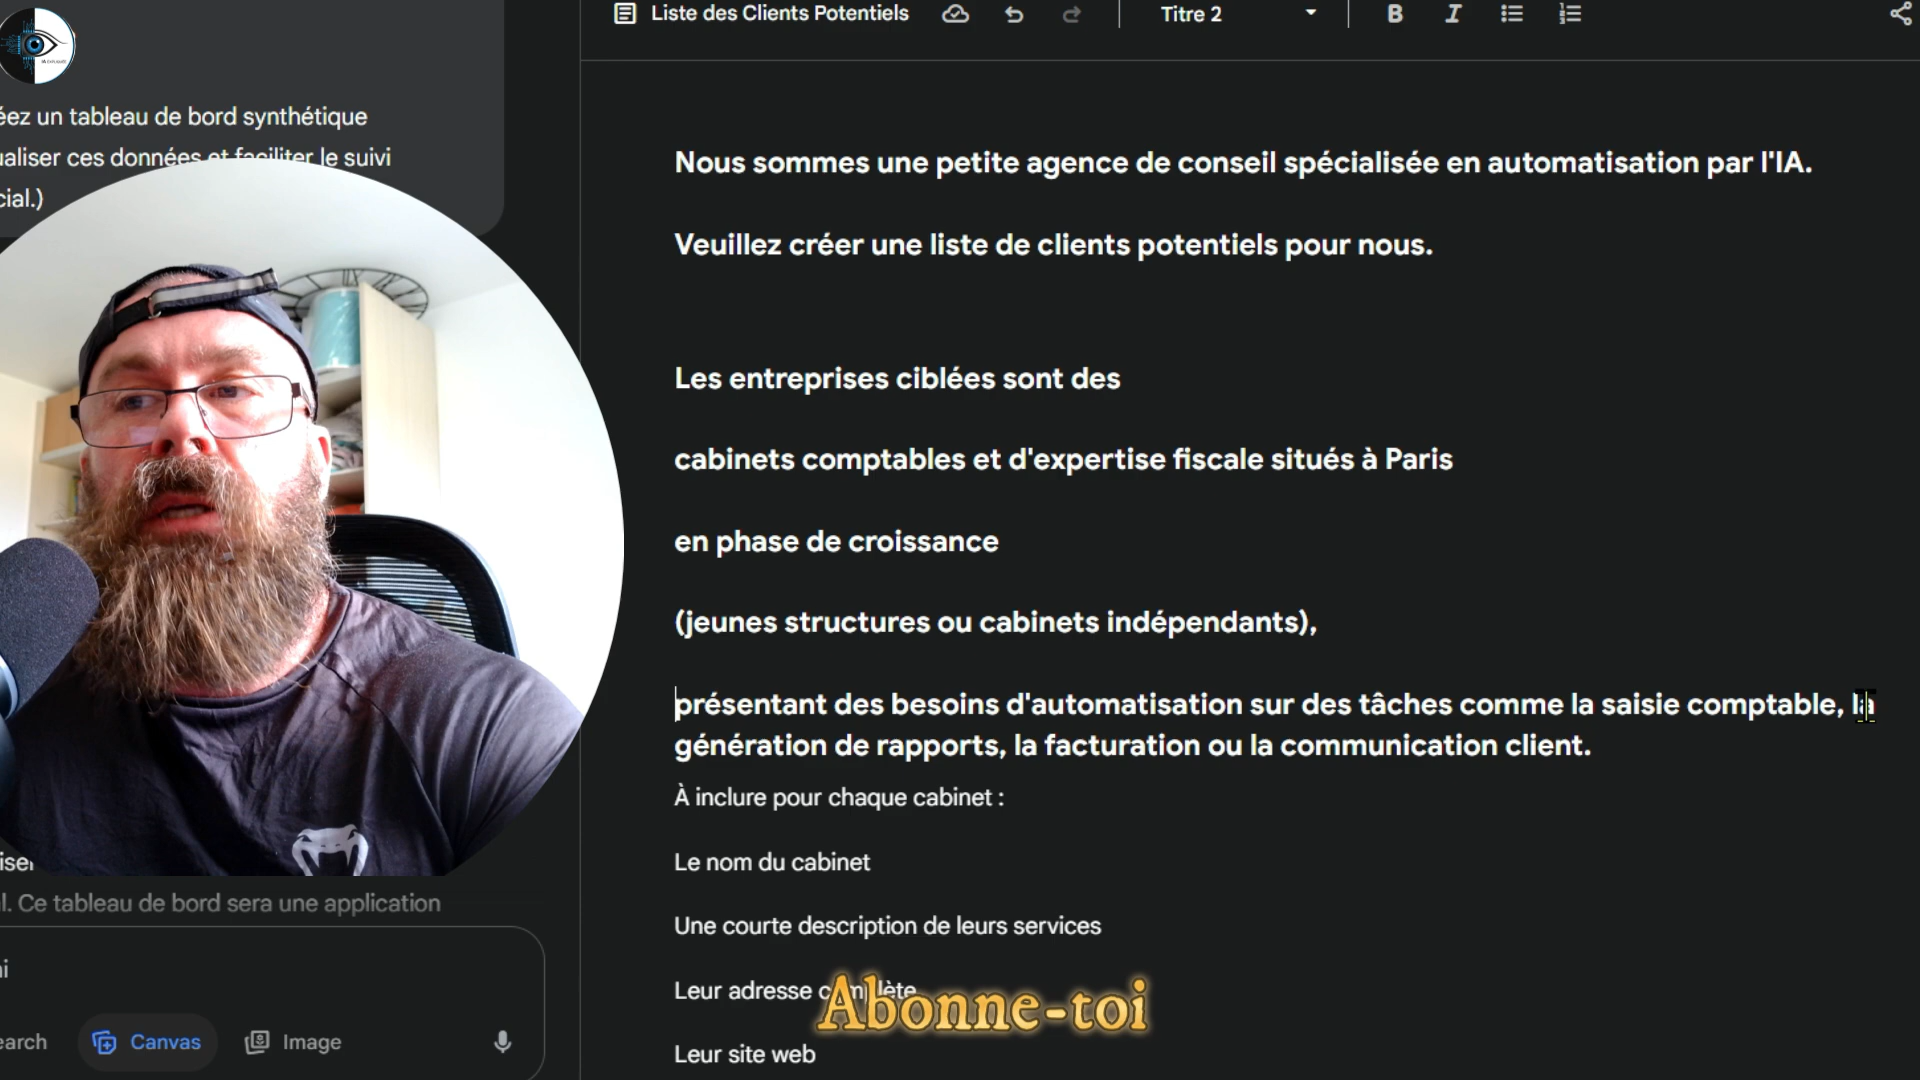 Liste des Clients Potentiels
Titre 2
éez un tableau de bord synthétique
ualiser ces données et faciliter le suivi
cial.)
Nous sommes une petite agence de conseil spécialisée en automatisation par l'IA.
Veuillez créer une liste de clients potentiels pour nous.
Les entreprises ciblées sont des
cabinets comptables et d'expertise fiscale situés à Paris
en phase de croissance
(jeunes structures ou cabinets indépendants),
présentant des besoins d'automatisation sur des tâches comme la saisie comptable, la
génération de rapports, la facturation ou la communication client.
À inclure pour chaque cabinet :
Le nom du cabinet
Une courte description de leurs services
Leur adresse complète
Leur site web
Abonne-toi
iser
l. Ce tableau de bord sera une application
ni
earch
Canvas
Image